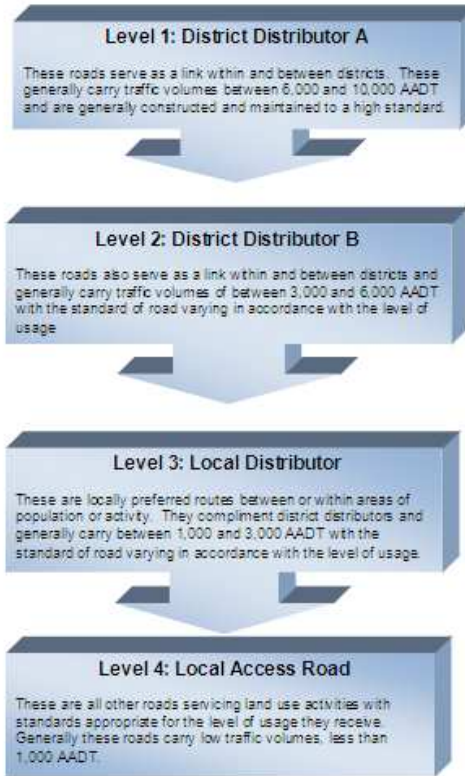 Level 1: District Distributor A
These roads serve as a link within and between districts. These
generally carry traffic volumes between 6,000 and 10,000 AADT
and are generally constructed and maintained to a high standard.
Level 2: District Distributor B
These roads also serve as a link within and between districts and
generally carry traffic volumes of between 3,000 and 6,000 AADT
with the standard of road varying in accordance with the level of
usage
Level 3: Local Distributor
These are locally preferred routes between or within areas of
population or activity. They compliment district distributors and
generally carry between 1,000 and 3,000 AADT with the
standard of road varying in accordance with the level of usage.
Level 4: Local Access Road
These are all other roads servicing land use activities with
standards appropriate for the level of usage they receive.
Generally these roads carry low traffic volumes, less than
1,000 AADT.